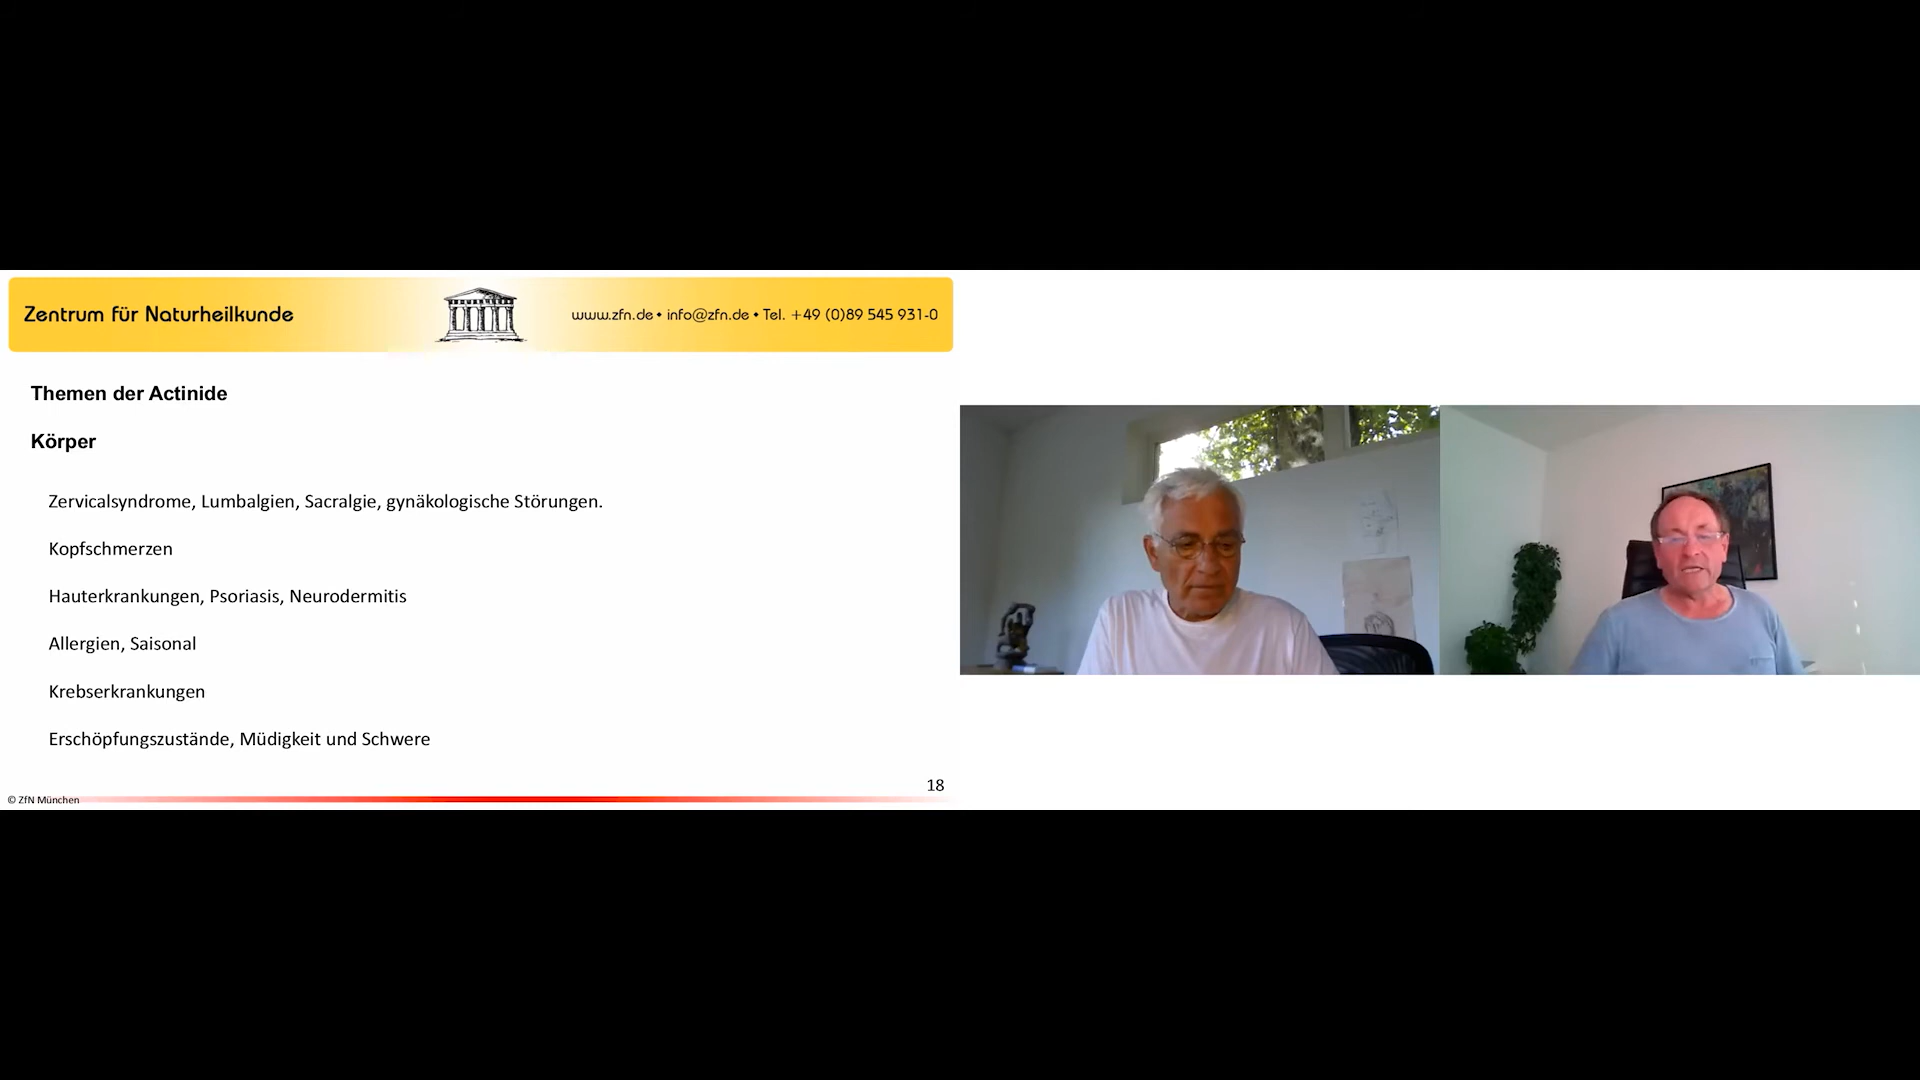 Zentrum für Naturheilkunde
www.zfn.de • info@zfn.de • Tel. +49 (0)89 545 931-0
Themen der Actinide
Körper
Zervicalsyndrome, Lumbalgien, Sacralgie, gynäkologische Störungen.
Kopfschmerzen
Hauterkrankungen, Psoriasis, Neurodermitis
Allergien, Saisonal
Krebserkrankungen
Erschöpfungszustände, Müdigkeit und Schwere
18
© ZfN München